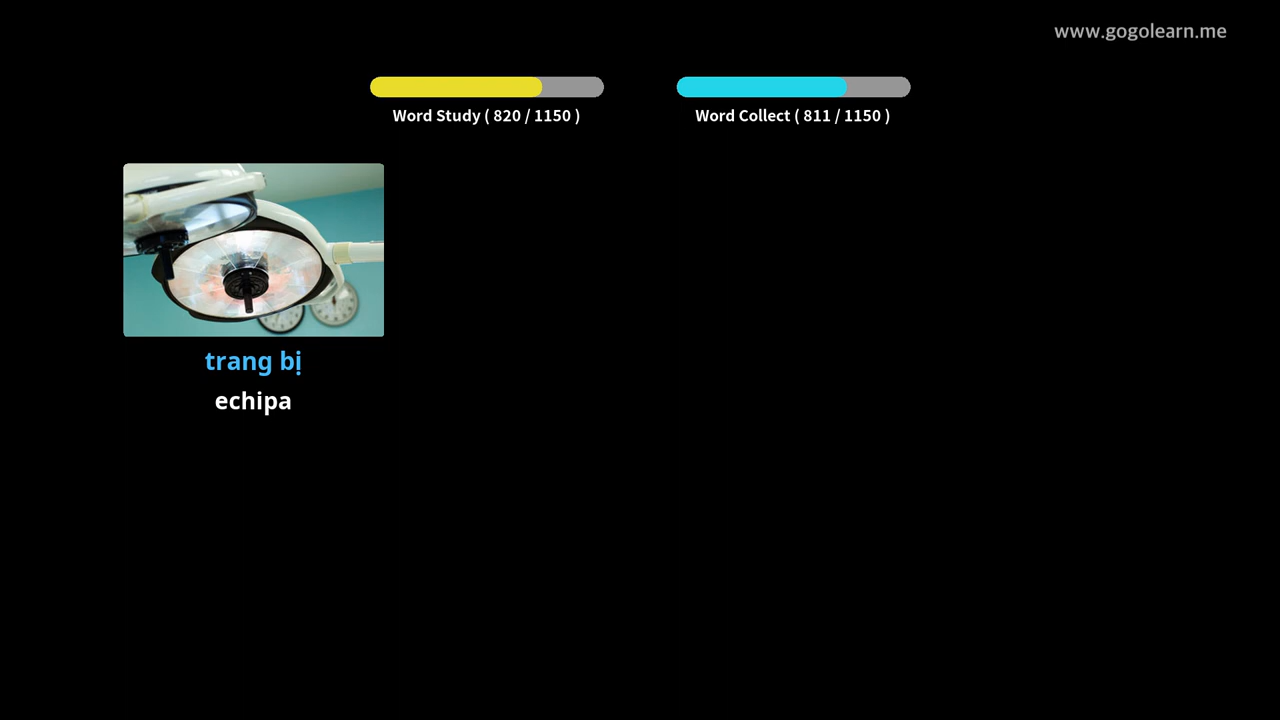 www.gogolearn.me
Word Study ( 820 / 1150 )
Word Collect ( 811 / 1150 )
trang bị
echipa